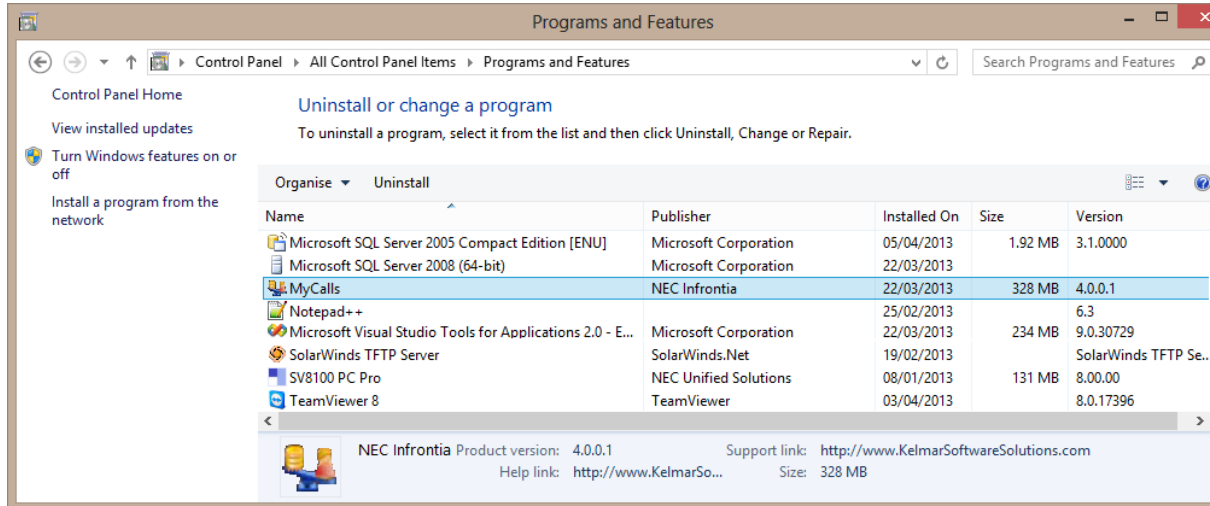 Programs and Features
Control Panel All Control Panel Items Programs and Features Search Programs and Features
Control Panel Home
View installed updates
Turn Windows features on or
off
Install a program from the
network
Uninstall or change a program
To uninstall a program, select it from the list and then click Uninstall, Change or Repair.
Organise Uninstall
Name Publisher Installed On Size Version
Microsoft SQL Server 2005 Compact Edition [ENU] Microsoft Corporation 05/04/2013 1.92 MB 3.1.0000
Microsoft SQL Server 2008 (64-bit) Microsoft Corporation 22/03/2013
MyCalls NEC Infrontia 22/03/2013 328 MB 4.0.0.1
Notepad++ 25/02/2013 6.3
Microsoft Visual Studio Tools for Applications 2.0 - E... Microsoft Corporation 22/03/2013 234 MB 9.0.30729
SolarWinds TFTP Server SolarWinds.Net 19/02/2013 SolarWinds TFTP Se..
SV8100 PC Pro NEC Unified Solutions 08/01/2013 131 MB 8.00.00
TeamViewer 8 TeamViewer 03/04/2013 8.0.17396
NEC Infrontia Product version: 4.0.0.1 Support link: http://www.KelmarSoftwareSolutions.com
Help link: http://www.KelmarSo... Size: 328 MB